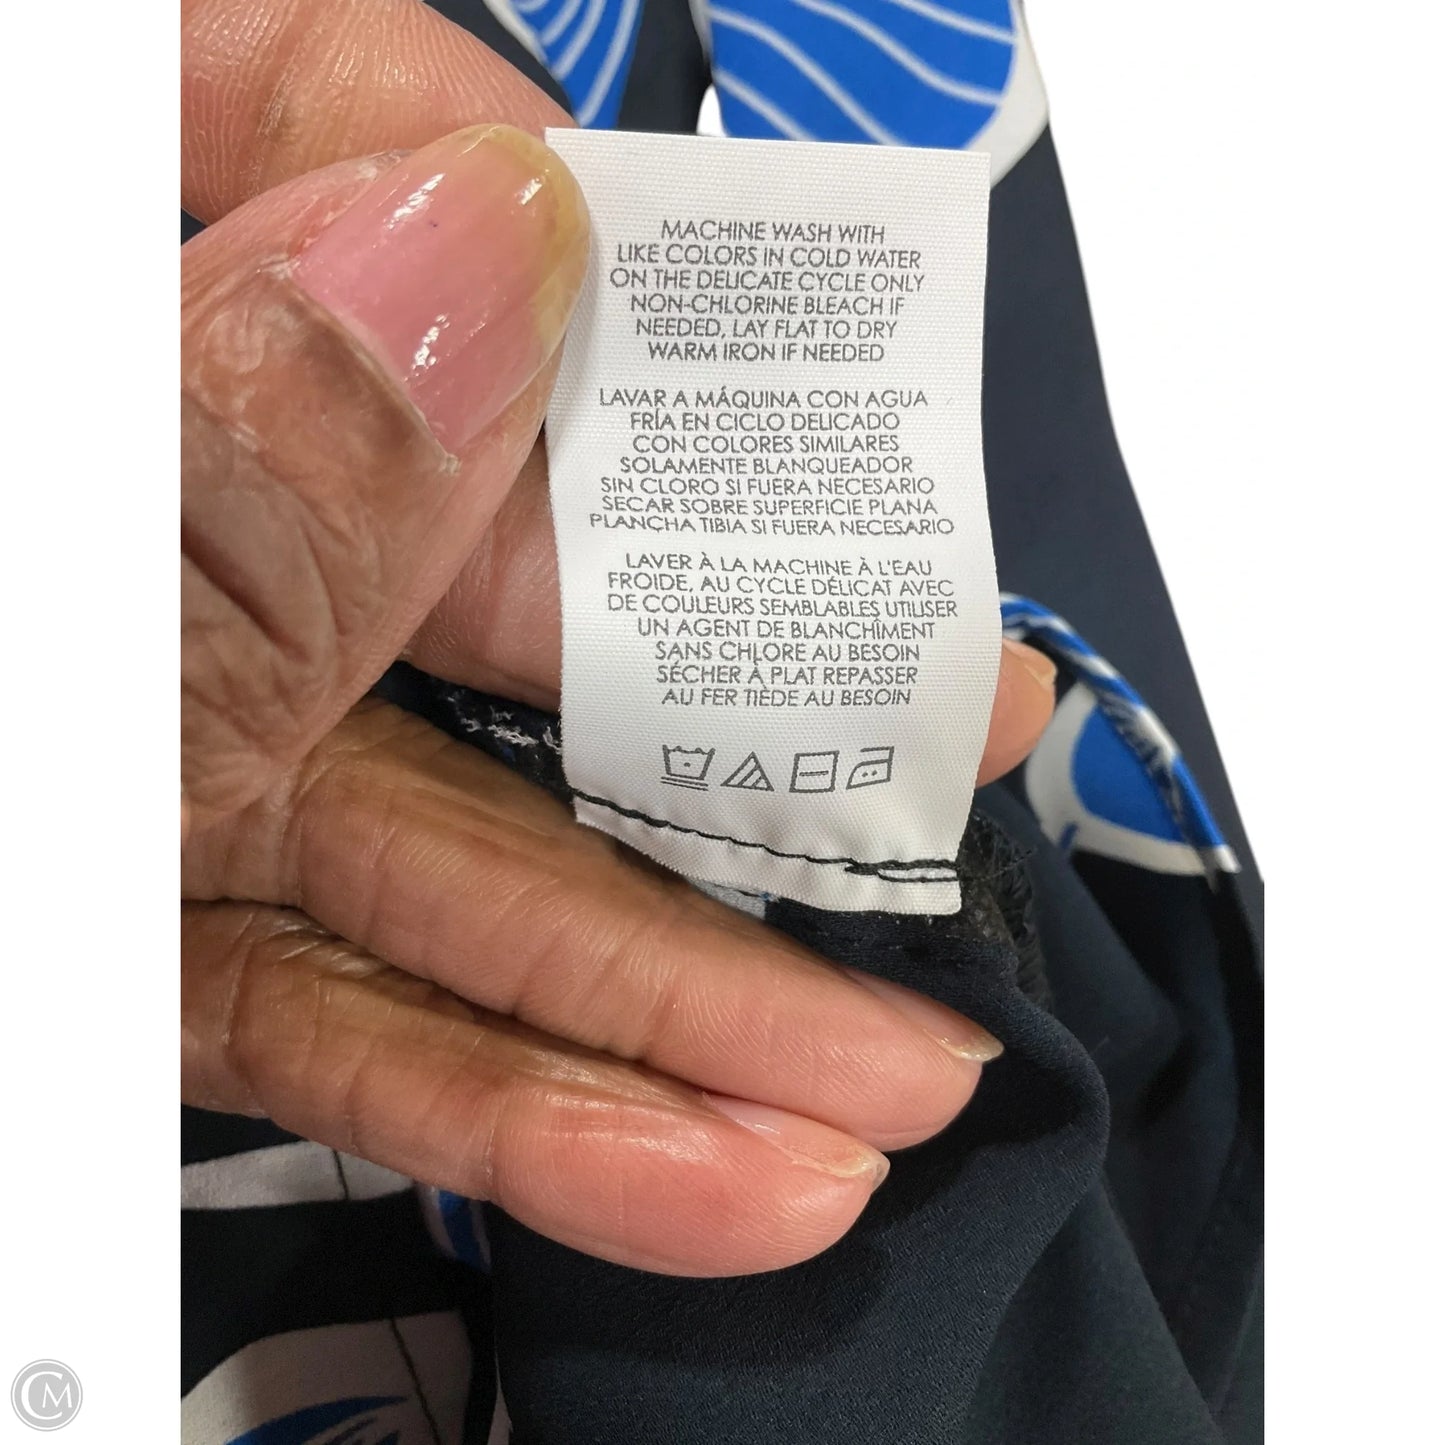 MACHINE WASH WITH
LIKE COLORS IN COLD WATER
ON THE DELICATE CYCLE ONLY
NON-CHLORINE BLEACH IF
NEEDED, LAY FLAT TO DRY
WARM IRON IF NEEDED
LAVAR A MÁQUINA CON AGUA
FRÍA EN CICLO DELICADO
CON COLORES SIMILARES
SOLAMENTE BLANQUEADOR
SIN CLORO SI FUERA NECESARIO
SECAR SOBRE SUPERFICIE PLANA
PLANCHA TIBIA SI FUERA NECESARIO
LAVER À LA MACHINE À L'EAU
FROIDE, AU CYCLE DÉLICAT AVEC
DE COULEURS SEMBLABLES UTILISER
UN AGENT DE BLANCHÎMENT
SANS CHLORE AU BESOIN
SÉCHER À PLAT REPASSER
AU FER TIÈDE AU BESOIN
CM